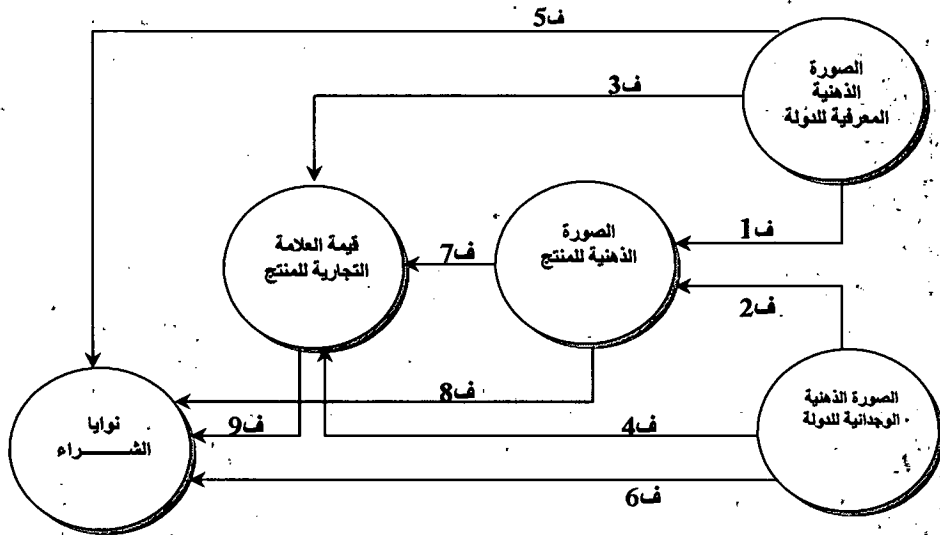 ف5
الصورة
الذهنية
المعرفية للدولة
ف3
ف1
الصورة
الذهنية للمنتج
قيمة العلامة
التجارية للمنتج
ف7
ف2
الصورة الذهنية
الوجدانية للدولة
ف8
ف4
ف9
نوايا
الشـــــراء
ف6